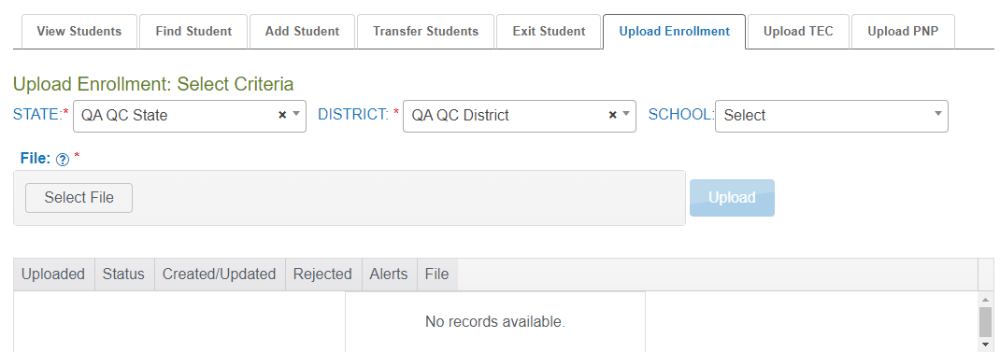 View Students Find Student Add Student Transfer Students Exit Student Upload Enrollment Upload TEC Upload PNP
Upload Enrollment: Select Criteria
STATE:* QA QC State × DISTRICT: * QA QC District × SCHOOL: Select
File: ? *
Select File Upload
Uploaded Status Created/Updated Rejected Alerts File
No records available.